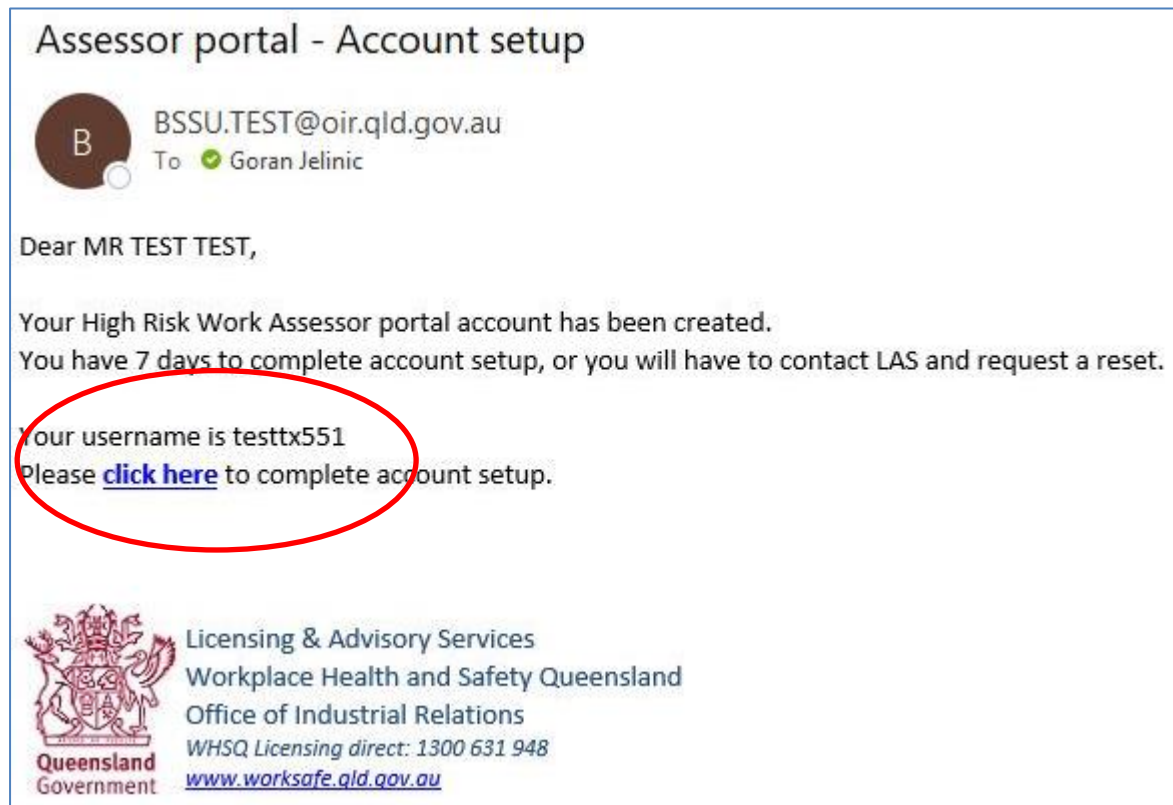 Assessor portal - Account setup
B
BSSU.TEST@oir.qld.gov.au
To Goran Jelinic
Dear MR TEST TEST,
Your High Risk Work Assessor portal account has been created.
You have 7 days to complete account setup, or you will have to contact LAS and request a reset.
Your username is testtx551
Please click here to complete account setup.
Licensing & Advisory Services
Workplace Health and Safety Queensland
Office of Industrial Relations
WHSQ Licensing direct: 1300 631 948
www.worksafe.qld.gov.au
Queensland
Government